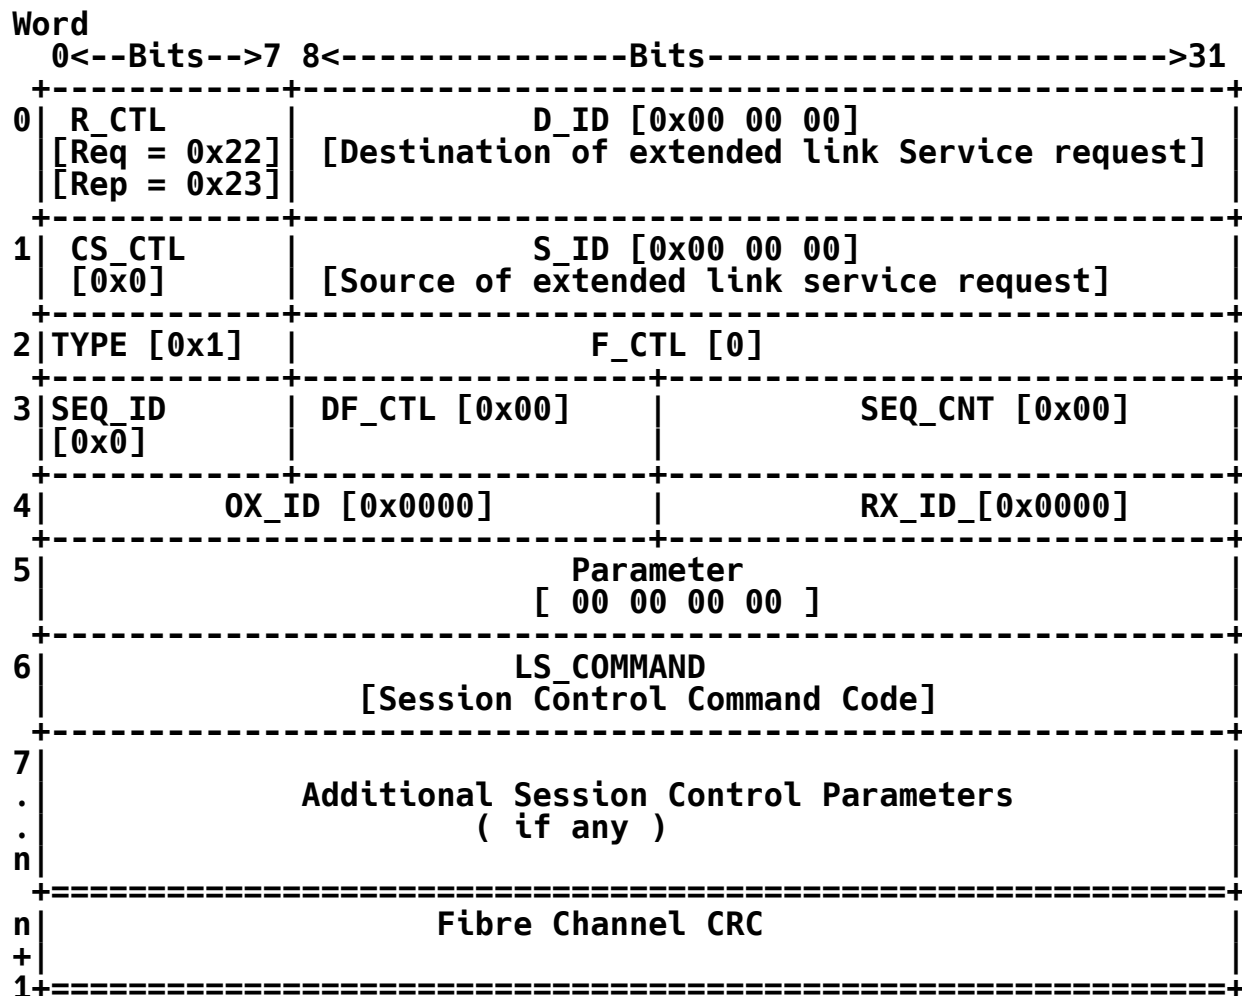 Word
  0<--Bits-->7 8<---------------Bits------------------------>31
 +------------+------------------------------------------------+
0|  R_CTL      |            D_ID [0x00 00 00]                   |
 |[Req = 0x22]| [Destination of extended link Service request] |
 |[Rep = 0x23]|                                                |
 +------------+------------------------------------------------+
1|  CS_CTL     |            S_ID [0x00 00 00]                   |
 |  [0x0]      | [Source of extended link service request]      |
 +------------+------------------------------------------------+
2|TYPE [0x1]  |               F_CTL [0]                        |
 +------------+------------------+-----------------------------+
3|SEQ_ID      | DF_CTL [0x00]    |          SEQ_CNT [0x00]     |
 |[0x0]       |                  |                             |
 +------------+------------------+-----------------------------+
4|         OX_ID [0x0000]        |          RX_ID_[0x0000]     |
 +-------------------------------+-----------------------------+
5|                           Parameter                         |
 |                         [ 00 00 00 00 ]                     |
 +-------------------------------------------------------------+
6|                        LS_COMMAND                           |
 |                [Session Control Command Code]               |
 +-------------------------------------------------------------+
7|                                                             |
.|             Additional Session Control Parameters           |
.|                      ( if any )                             |
n|                                                             |
 +=============================================================+
n|                    Fibre Channel CRC                        |
+|                                                             |
1+=============================================================+